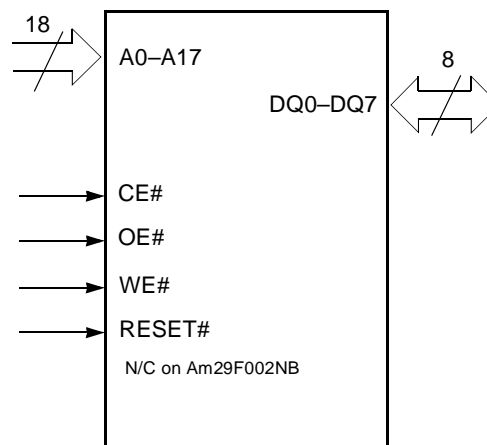 18
A0–A17
8
DQ0–DQ7
CE#
OE#
WE#
RESET#
N/C on Am29F002NB